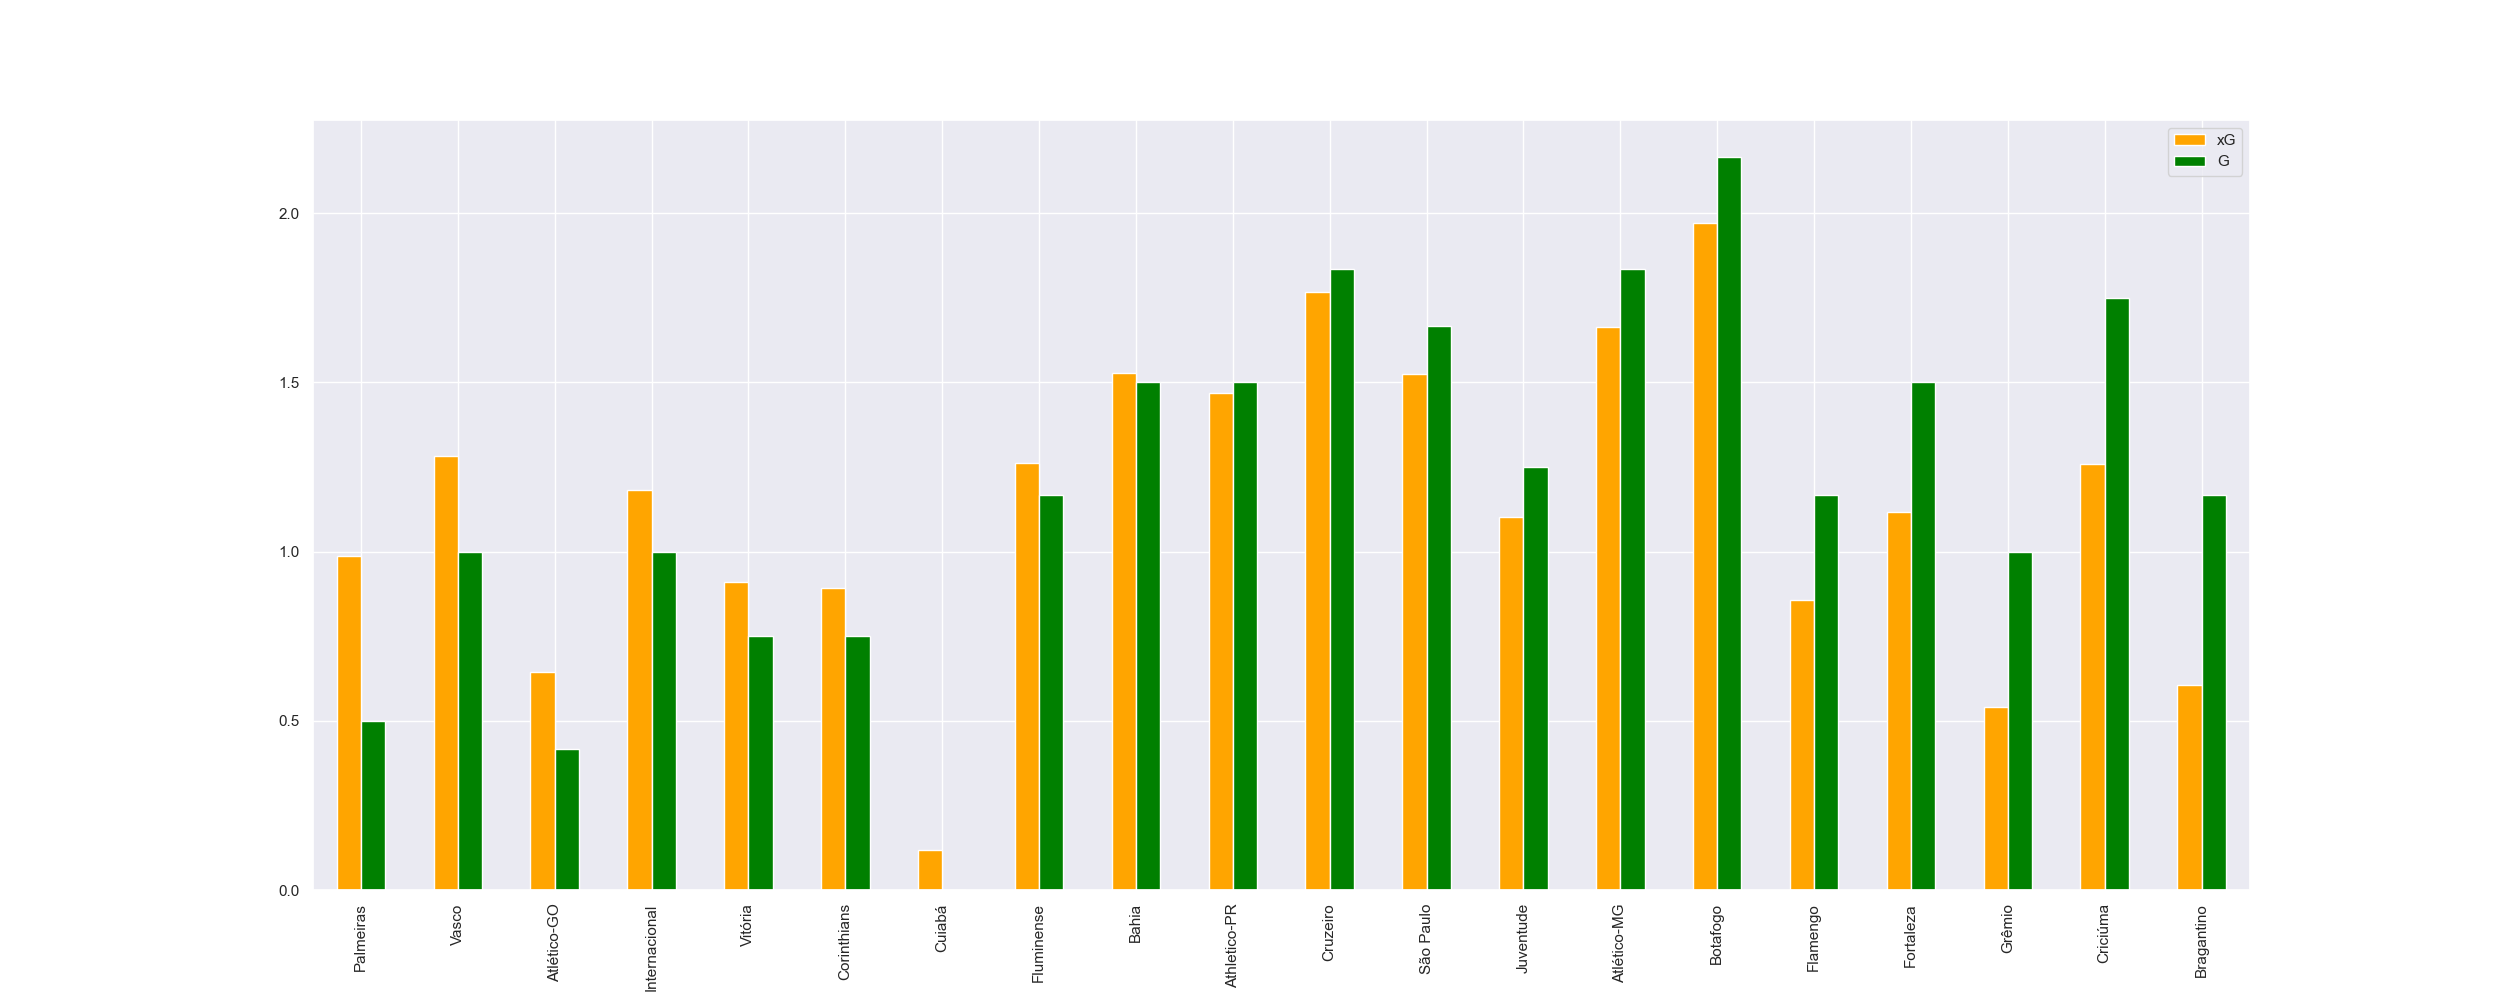 xG
G
2.0
1.5
1.0
0.5
0.0
Palmeiras
Vasco
Atlético-GO
Internacional
Vitória
Corinthians
Cuiabá
Fluminense
Bahia
Athletico-PR
Cruzeiro
São Paulo
Juventude
Atlético-MG
Botafogo
Flamengo
Fortaleza
Grêmio
Criciúma
Bragantino